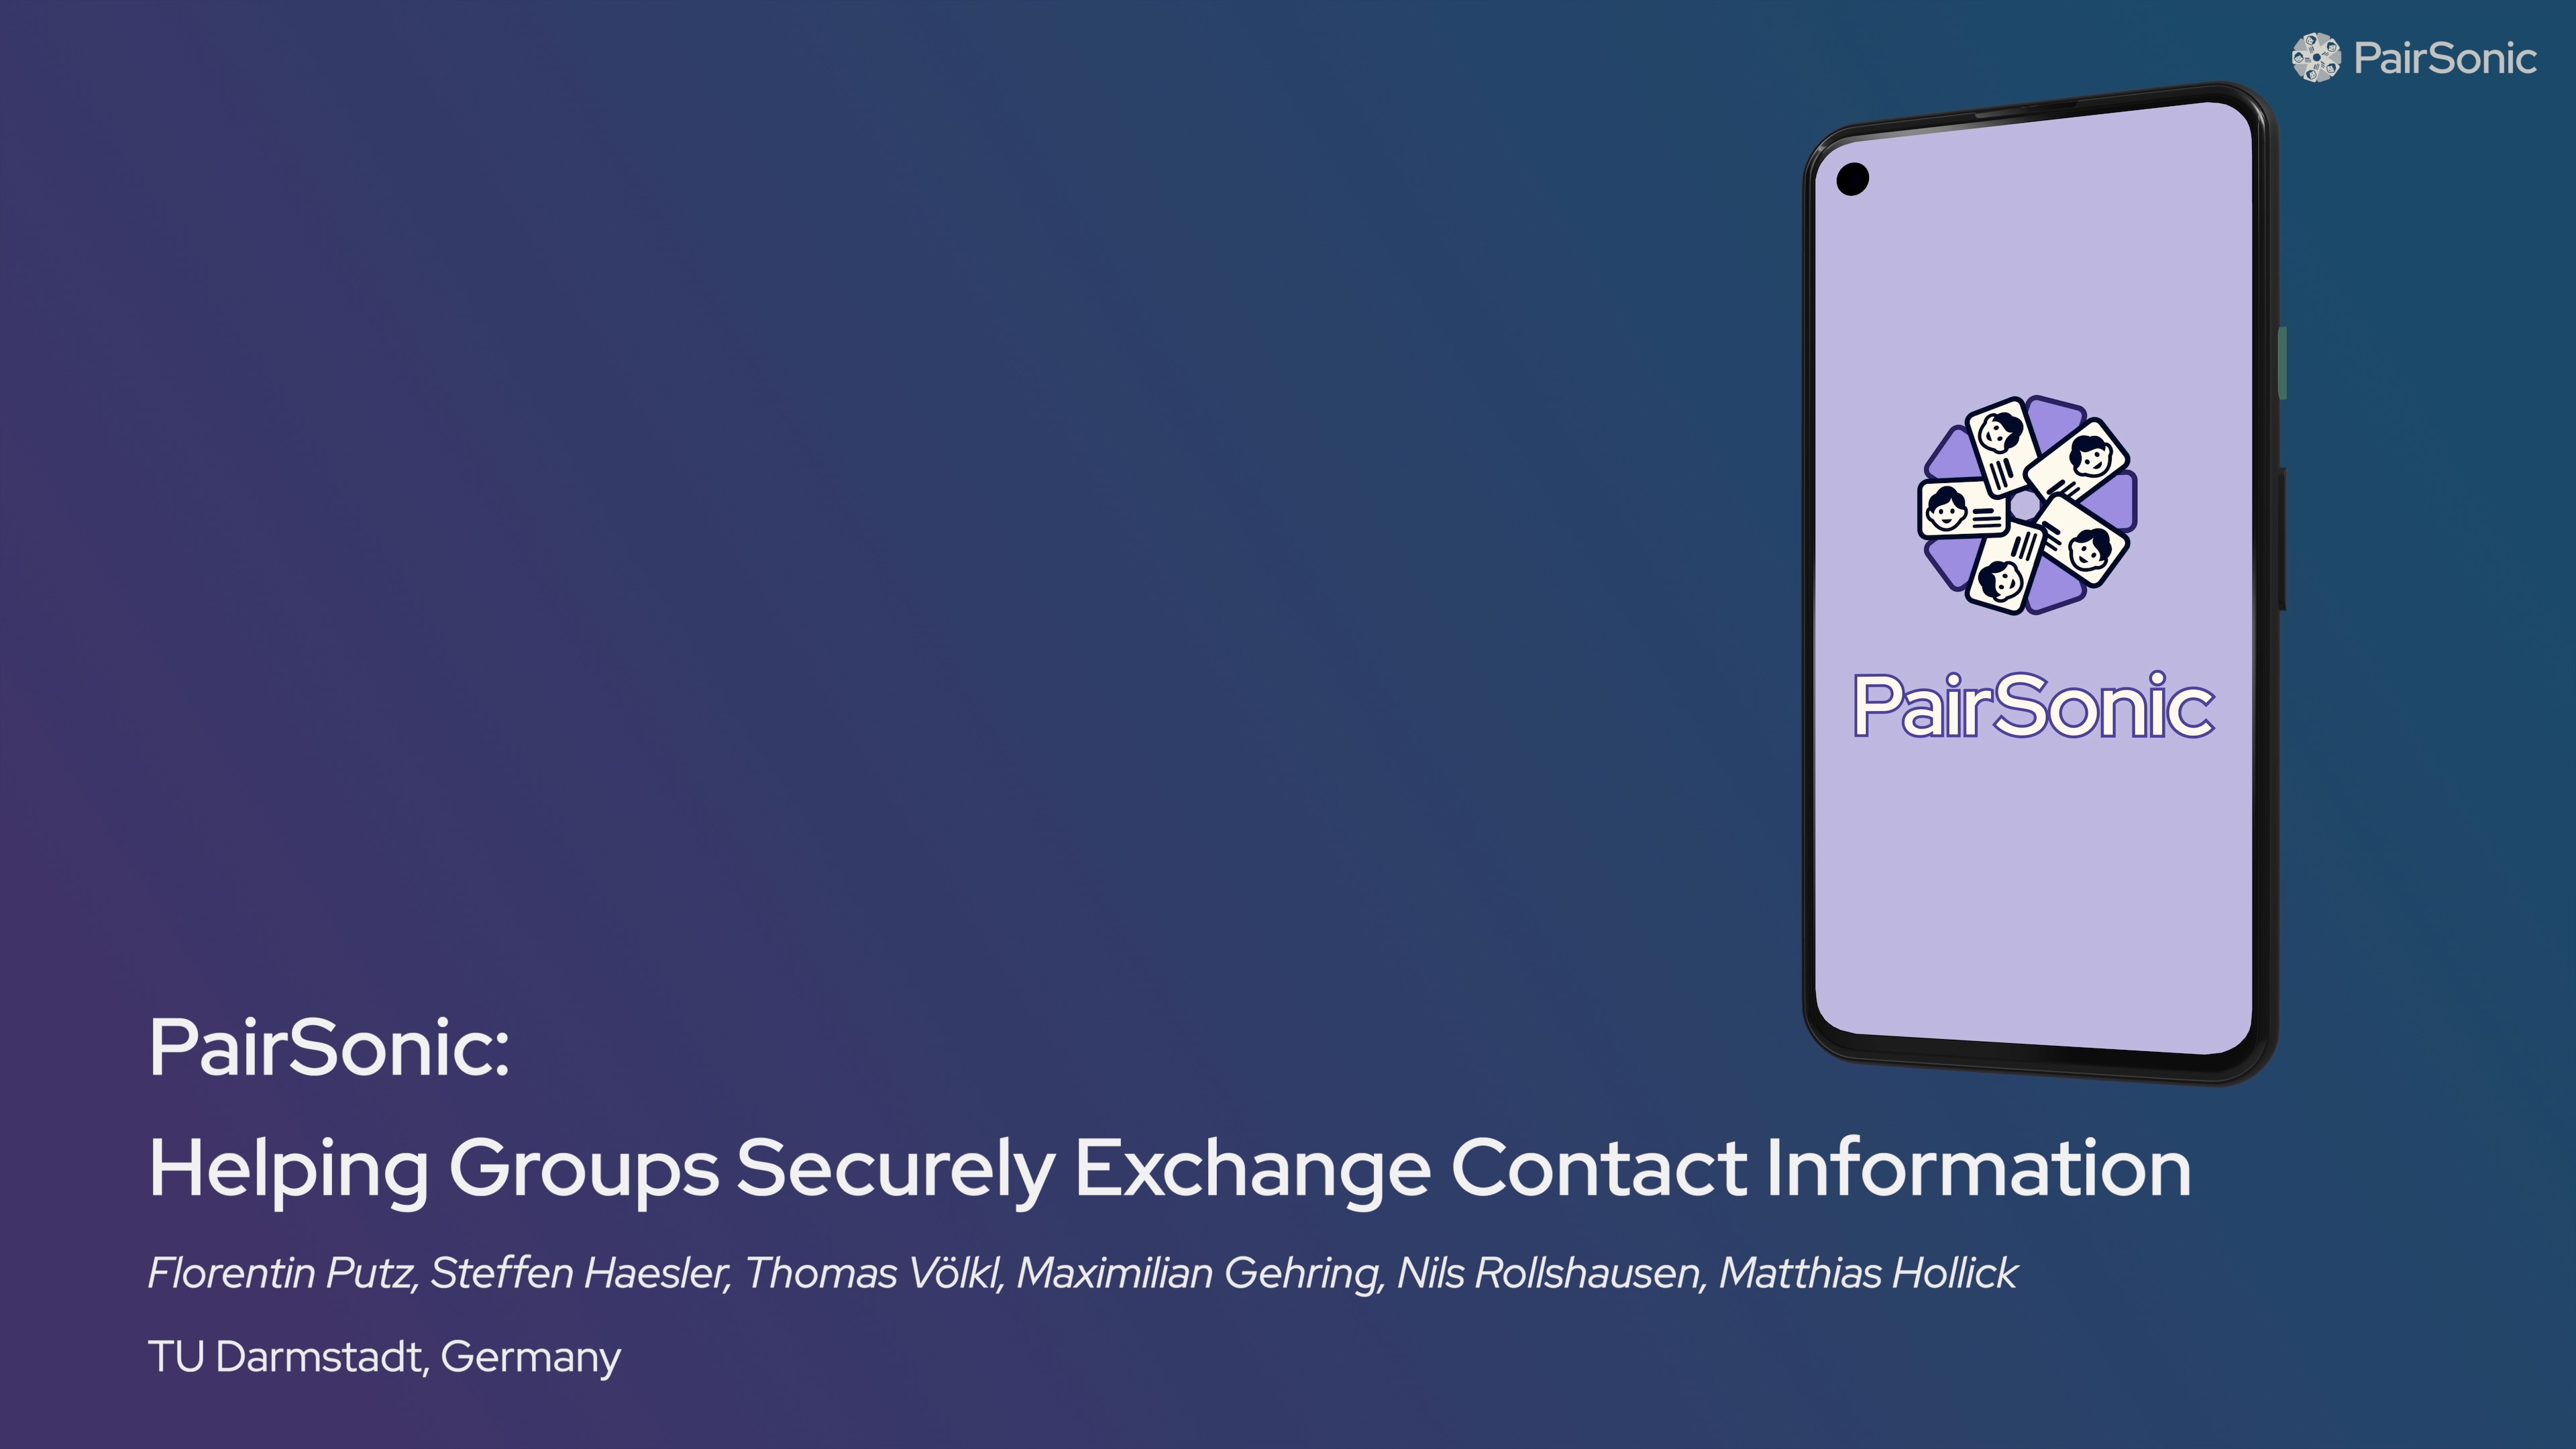 PairSonic
PairSonic
PairSonic:
Helping Groups Securely Exchange Contact Information
Florentin Putz, Steffen Haesler, Thomas Völkl, Maximilian Gehring, Nils Rollshausen, Matthias Hollick
TU Darmstadt, Germany